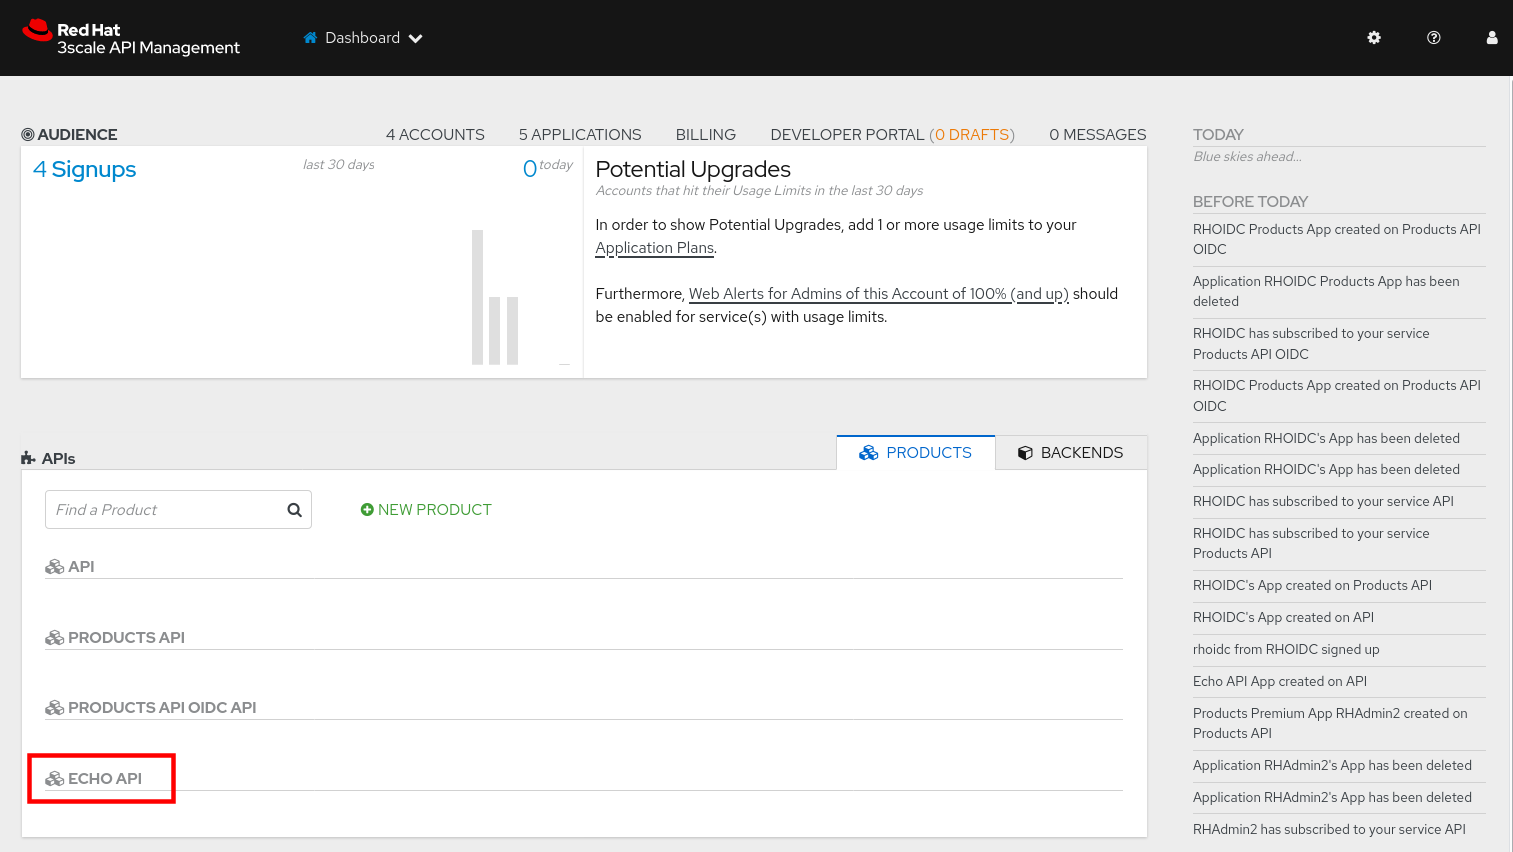 Red Hat
3scale API Management
Dashboard
AUDIENCE
4 ACCOUNTS
5 APPLICATIONS
BILLING
DEVELOPER PORTAL (0 DRAFTS)
0 MESSAGES
4 Signups
last 30 days
0 today
Potential Upgrades
Accounts that hit their Usage Limits in the last 30 days
In order to show Potential Upgrades, add 1 or more usage limits to your
Application Plans.
Furthermore, Web Alerts for Admins of this Account of 100% (and up) should
be enabled for service(s) with usage limits.
APIs
PRODUCTS
BACKENDS
Find a Product
NEW PRODUCT
API
PRODUCTS API
PRODUCTS API OIDC API
ECHO API
TODAY
Blue skies ahead...
BEFORE TODAY
RHOIDC Products App created on Products API
OIDC
Application RHOIDC Products App has been
deleted
RHOIDC has subscribed to your service
Products API OIDC
RHOIDC Products App created on Products API
OIDC
Application RHOIDC's App has been deleted
Application RHOIDC's App has been deleted
RHOIDC has subscribed to your service API
RHOIDC has subscribed to your service
Products API
RHOIDC's App created on Products API
RHOIDC's App created on API
rhoidc from RHOIDC signed up
Echo API App created on API
Products Premium App RHAdmin2 created on
Products API
Application RHAdmin2's App has been deleted
Application RHAdmin2's App has been deleted
RHAdmin2 has subscribed to your service API